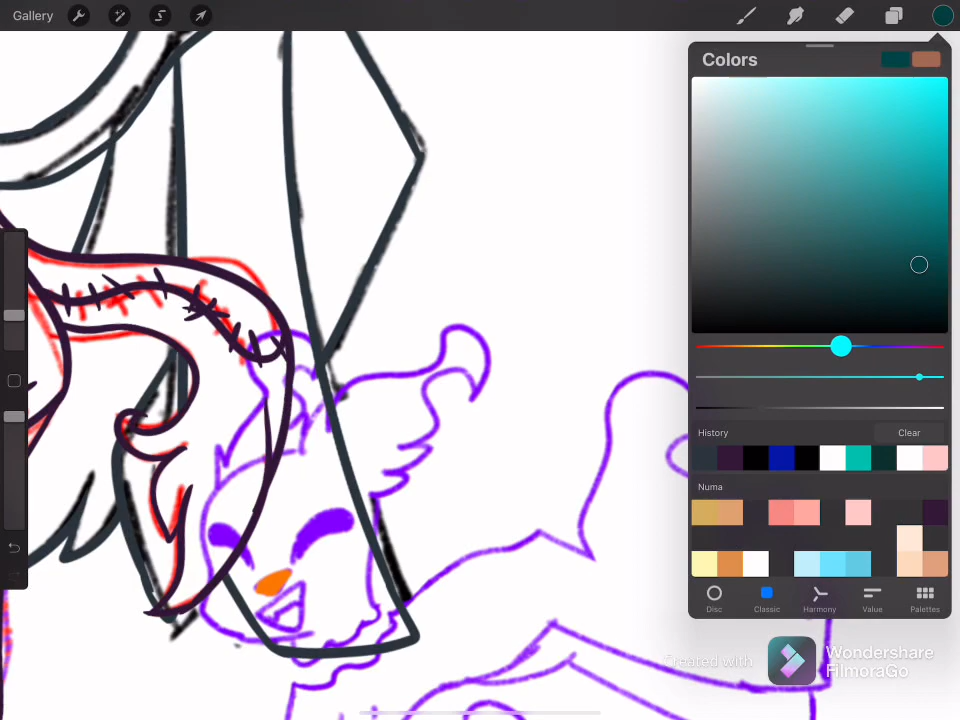 Gallery
Colors
History
Clear
Numa
Disc
Classic
Harmony
Value
Palettes
Created with
Wondershare
FilmoraGo